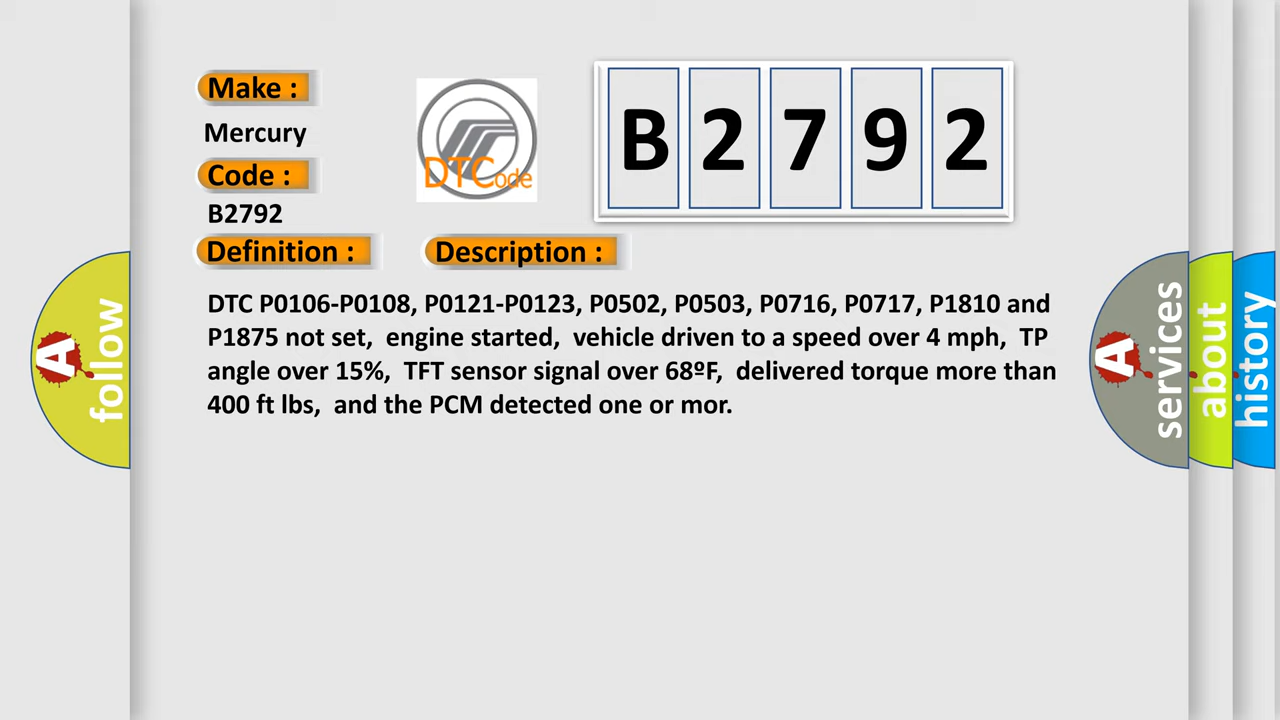 Make :
Mercury
Code :
B2792
Definition :
Description :
B 2 7 9 2
DTCode
DTC P0106-P0108, P0121-P0123, P0502, P0503, P0716, P0717, P1810 and
P1875 not set,  engine started,  vehicle driven to a speed over 4 mph,  TP
angle over 15%,  TFT sensor signal over 68ºF,  delivered torque more than
400 ft lbs,  and the PCM detected one or mor.
A
follow
A
services
about
history